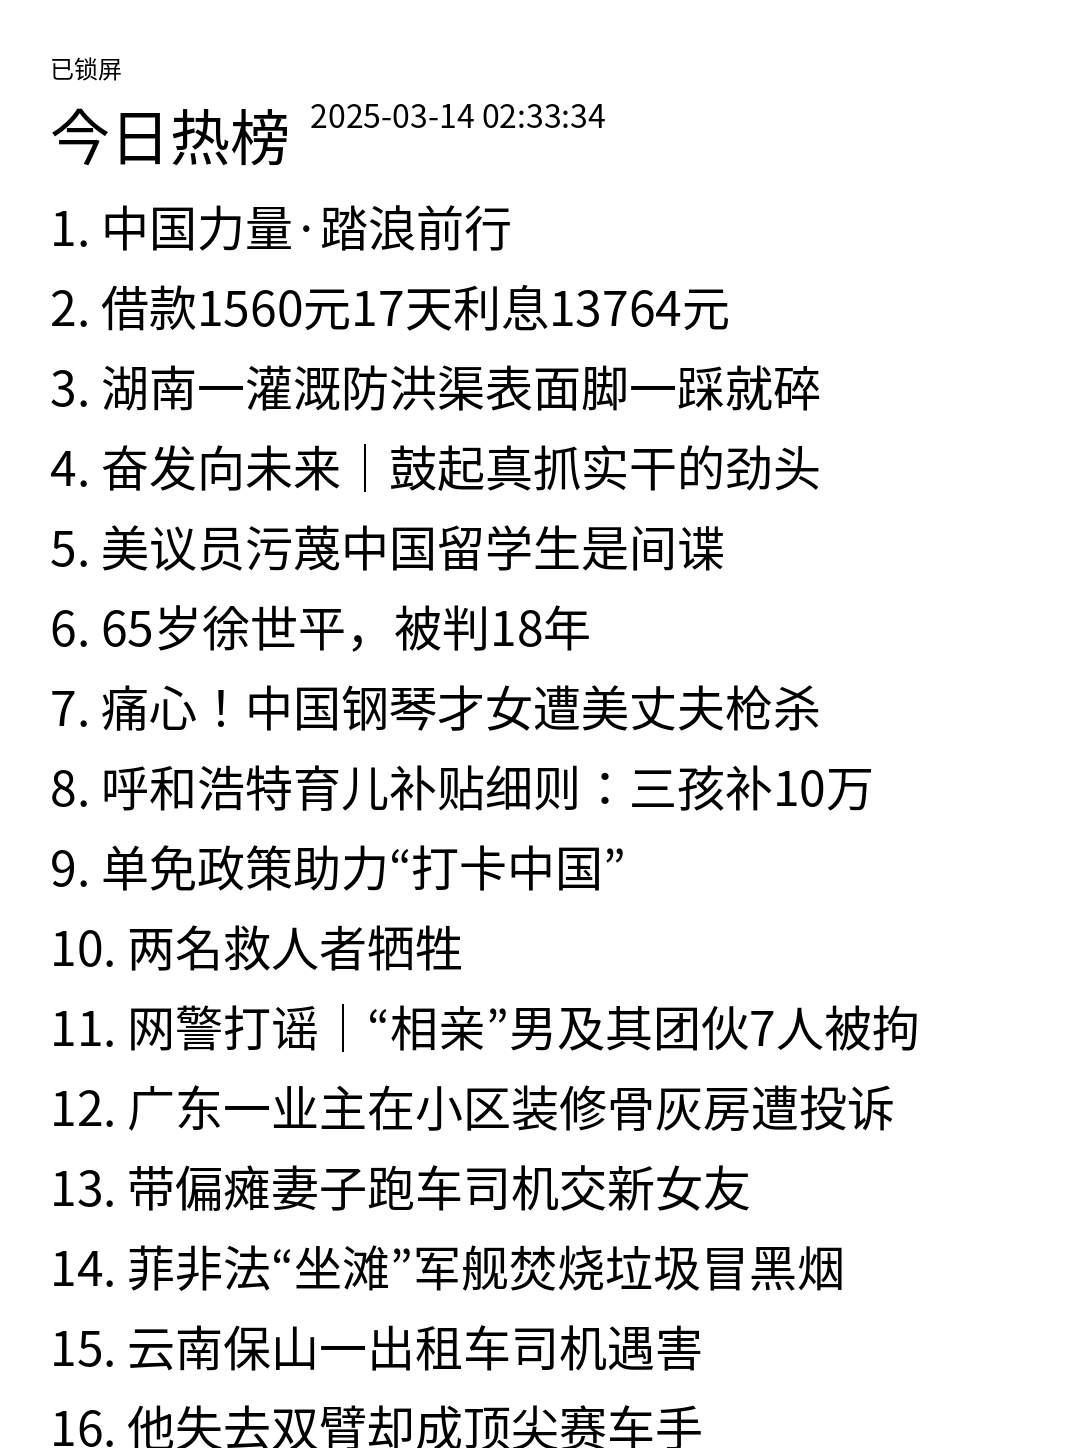 已锁屏
今日热榜 2025-03-14 02:33:34
1. 中国力量·踏浪前行
2. 借款1560元17天利息13764元
3. 湖南一灌溉防洪渠表面脚一踩就碎
4. 奋发向未来｜鼓起真抓实干的劲头
5. 美议员污蔑中国留学生是间谍
6. 65岁徐世平，被判18年
7. 痛心！中国钢琴才女遭美丈夫枪杀
8. 呼和浩特育儿补贴细则：三孩补10万
9. 单免政策助力“打卡中国”
10. 两名救人者牺牲
11. 网警打谣｜“相亲”男及其团伙7人被拘
12. 广东一业主在小区装修骨灰房遭投诉
13. 带偏瘫妻子跑车司机交新女友
14. 菲非法“坐滩”军舰焚烧垃圾冒黑烟
15. 云南保山一出租车司机遇害
16. 他失去双臂却成顶尖赛车手